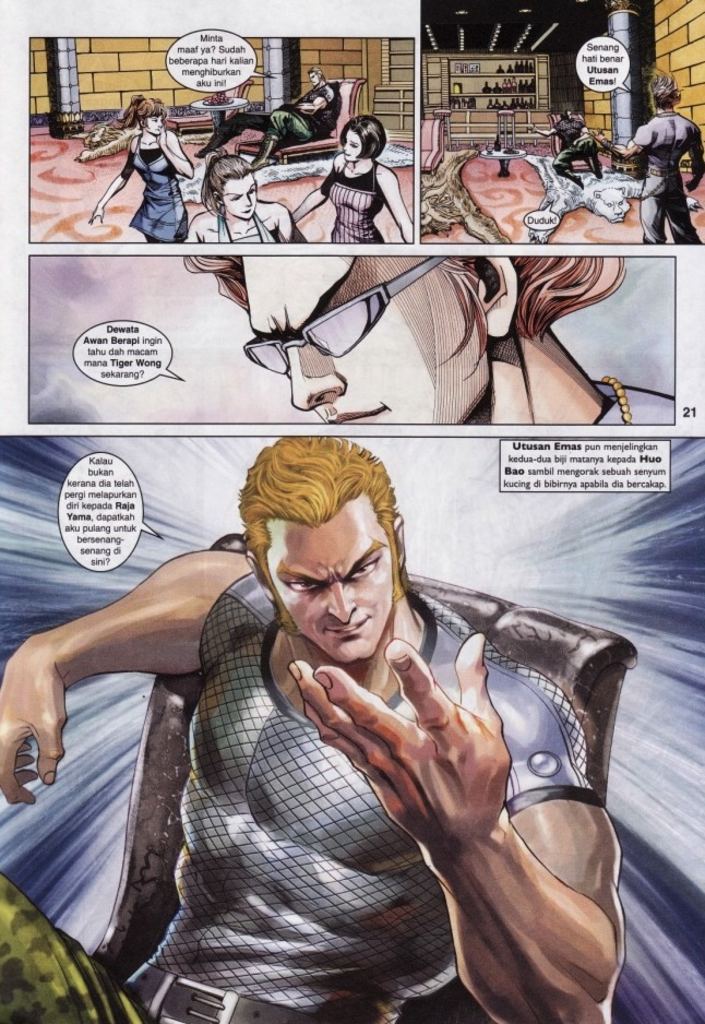 Minta
maaf ya? Sudah
beberapa hari kalian
menghiburkan
aku ini!
Senang
hati benar
Utusan
Emas!
Duduk!
Dewata
Awan Berapi ingin
tahu dah macam
mana Tiger Wong
sekarang?
21
Utusan Emas pun menjelingkan
kedua-dua biji matanya kepada Huo
Bao sambil mengorak sebuah senyum
kucing di bibirnya apabila dia bercakap.
Kalau
bukan
kerana dia telah
pergi melapurkan
diri kepada Raja
Yama, dapatkah
aku pulang untuk
bersenang-
senang di
sini?